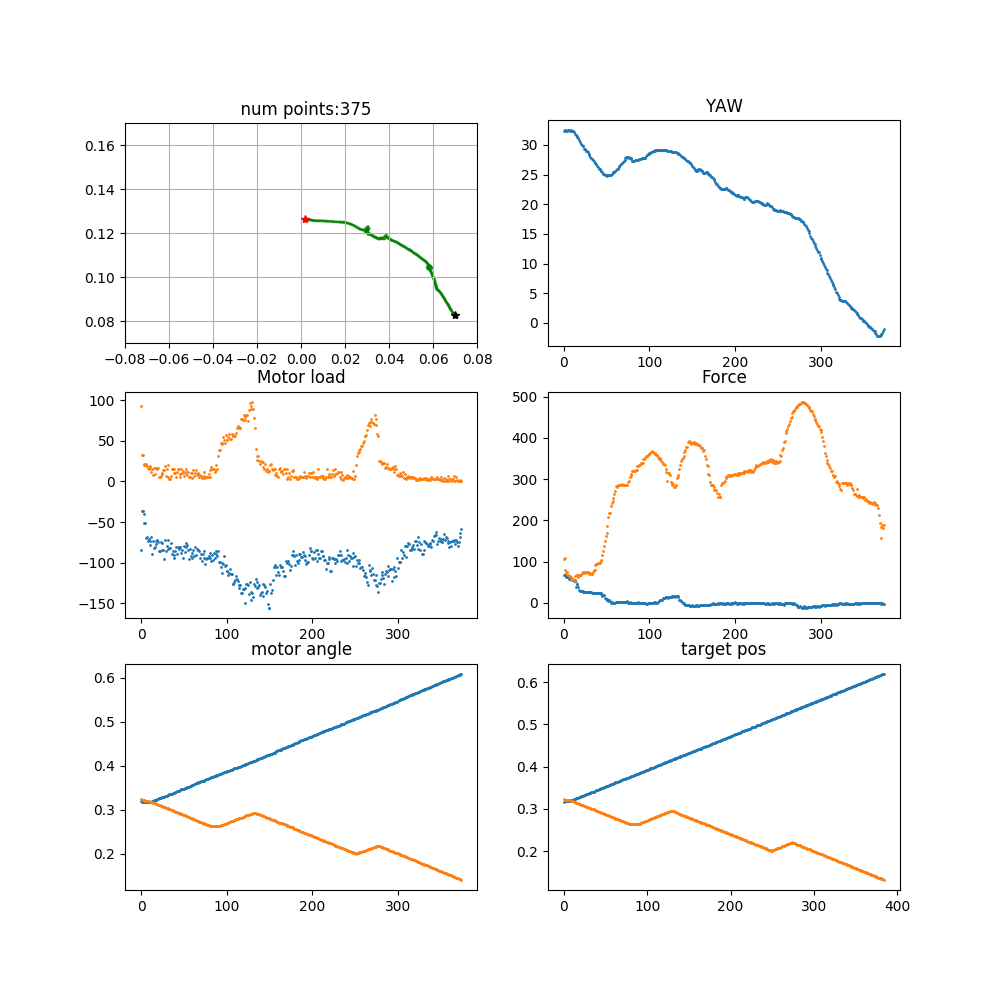 num points:375
0.16
0.14
0.12
0.10
0.08
−0.08 −0.06 −0.04 −0.02 0.00 0.02 0.04 0.06 0.08
YAW
30
25
20
15
10
5
0
0 100 200 300
Motor load
100
50
0
−50
−100
−150
0 100 200 300
Force
500
400
300
200
100
0
0 100 200 300
motor angle
0.6
0.5
0.4
0.3
0.2
0 100 200 300
target pos
0.6
0.5
0.4
0.3
0.2
0 100 200 300 400